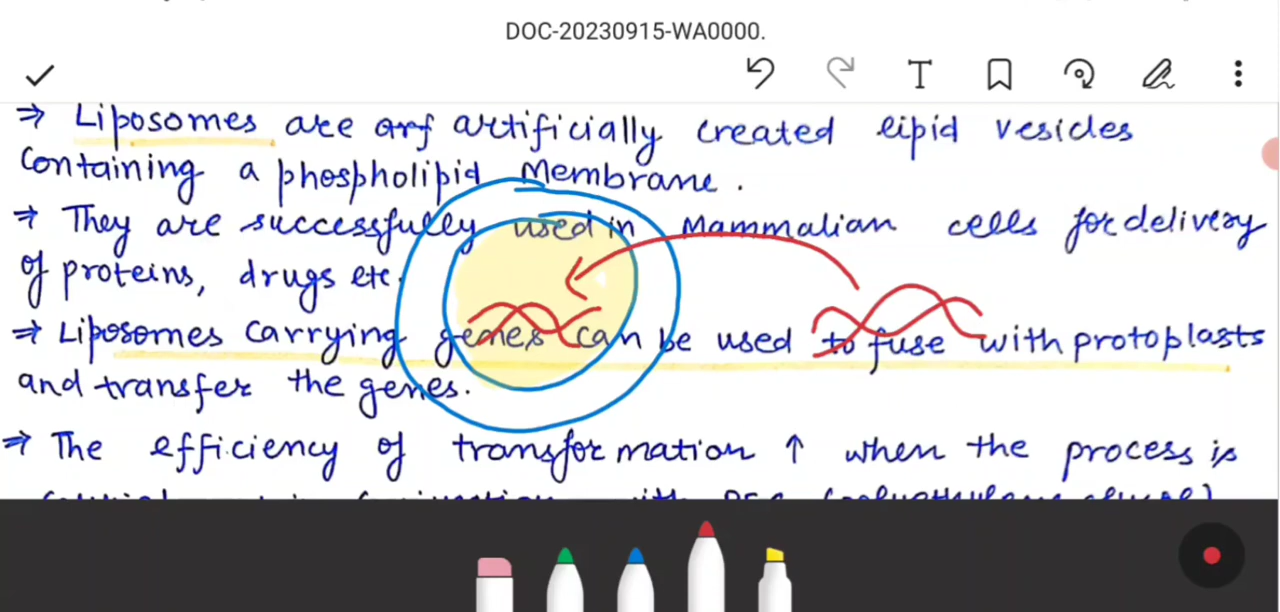 DOC-20230915-WA0000.
T
⇒ Liposomes are artificially created lipid vesicles
Containing a phospholipid Membrane.
⇒ They are successfully used in Mammalian cells for delivery
of proteins, drugs etc.
⇒ Liposomes Carrying genes can be used to fuse with protoplasts
and transfer the genes.
⇒ The efficiency of transformation ↑ when the process is